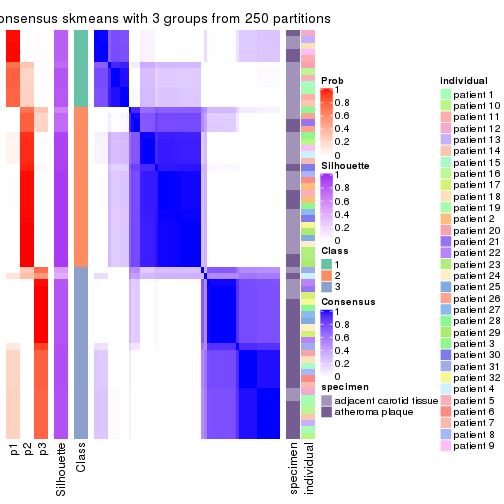 onsensus skmeans with 3 groups from 250 partitions
Prob
1
0.8
0.6
0.4
0.2
0
Silhouette
1
0.8
0.6
0.4
0.2
0
Class
1
2
3
Consensus
1
0.8
0.6
0.4
0.2
0
specimen
adjacent carotid tissue
atheroma plaque
individual
patient 1
patient 10
patient 11
patient 12
patient 13
patient 14
patient 15
patient 16
patient 17
patient 18
patient 19
patient 2
patient 20
patient 21
patient 22
patient 23
patient 24
patient 25
patient 26
patient 27
patient 28
patient 29
patient 3
patient 30
patient 31
patient 32
patient 4
patient 5
patient 6
patient 7
patient 8
patient 9
p1
p2
p3
Silhouette
Class
specimen
individual